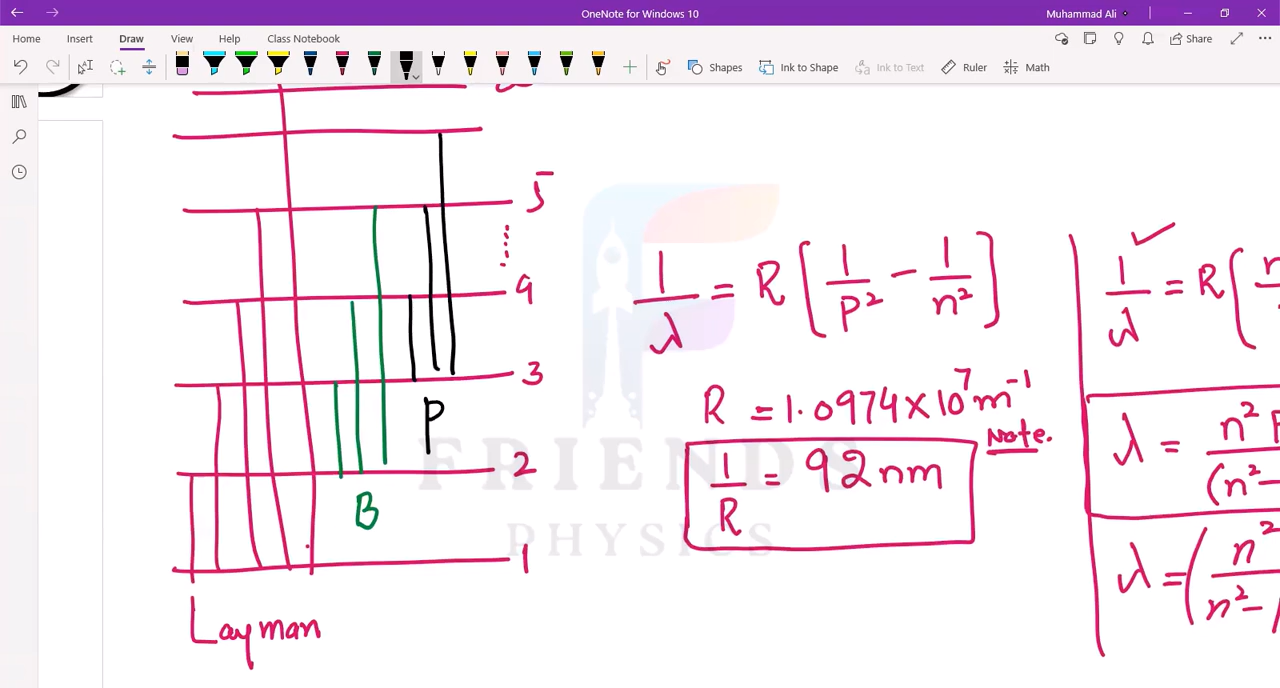 OneNote for Windows 10
Muhammad Ali
Home Insert Draw View Help Class Notebook
Share
Shapes Ink to Shape Ink to Text Ruler Math
5
4
3
2
1
P
B
Layman
1/λ = R [1/P² − 1/n²]
R = 1.0974 × 10⁷ m⁻¹
Note.
1/R = 92 nm
1/λ = R(
λ = n²
(n²-
λ = (n²
n²-
FRIENDS
PHYSICS